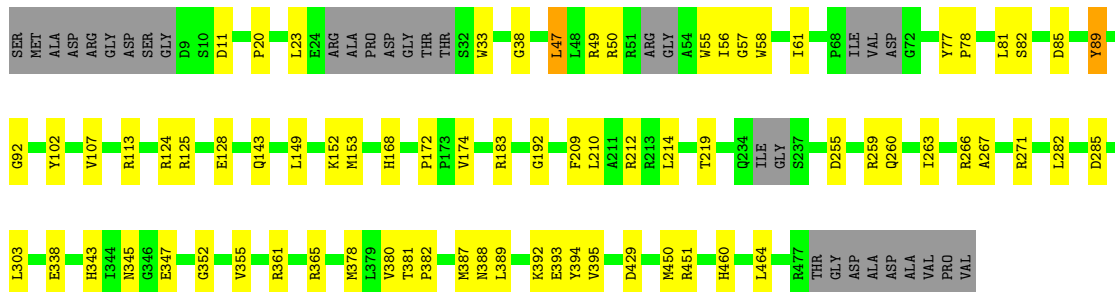 SER MET ALA ASP ARG GLY ASP SER GLY D9 S10 D11 P20 L23 E24 ARG ALA PRO ASP GLY THR THR S32 W33 G38 L47 L48 R49 R50 R51 ARG GLY A54 W55 I56 G57 W58 I61 P68 ILE VAL ASP G72 Y77 P78 L81 S82 D85 Y89
G92 Y102 V107 R113 R124 R125 E128 Q143 L149 K152 M153 H168 P172 P173 V174 R183 G192 F209 L210 A211 R212 R213 L214 T219 Q234 ILE GLY S237 D255 R259 Q260 I263 R266 A267 R271 L282 D285
L303 E338 H343 I344 N345 G346 E347 G352 V355 R361 R365 M378 L379 V380 T381 P382 M387 N388 L389 K392 E393 Y394 V395 D429 M450 R451 H460 L464 R477 THR GLY ASP ALA ASP ALA VAL PRO VAL